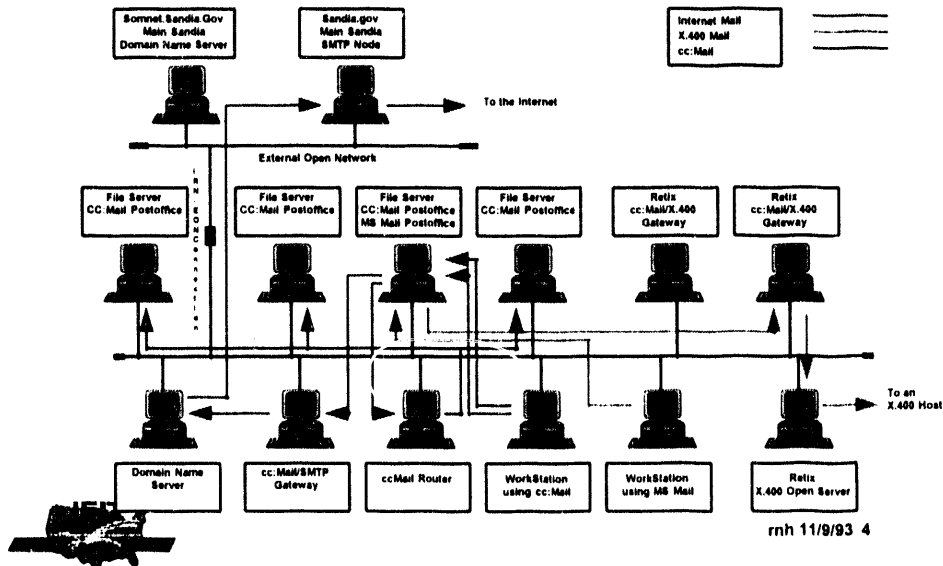 Somnet.Sandia.Gov
Main Sandia
Domain Name Server
Sandia.gov
Main Sandia
SMTP Node
Internet Mail
X.400 Mail
cc:Mail
To the Internet
External Open Network
File Server
CC:Mail Postoffice
File Server
CC:Mail Postoffice
File Server
CC:Mail Postoffice
MS Mail Postoffice
File Server
CC:Mail Postoffice
Retix
cc:Mail/X.400
Gateway
Retix
cc:Mail/X.400
Gateway
To an
X.400 Host
Domain Name
Server
cc:Mail/SMTP
Gateway
ccMail Router
WorkStation
using cc:Mail
WorkStation
using MS Mail
Retix
X.400 Open Server
rnh 11/9/93 4